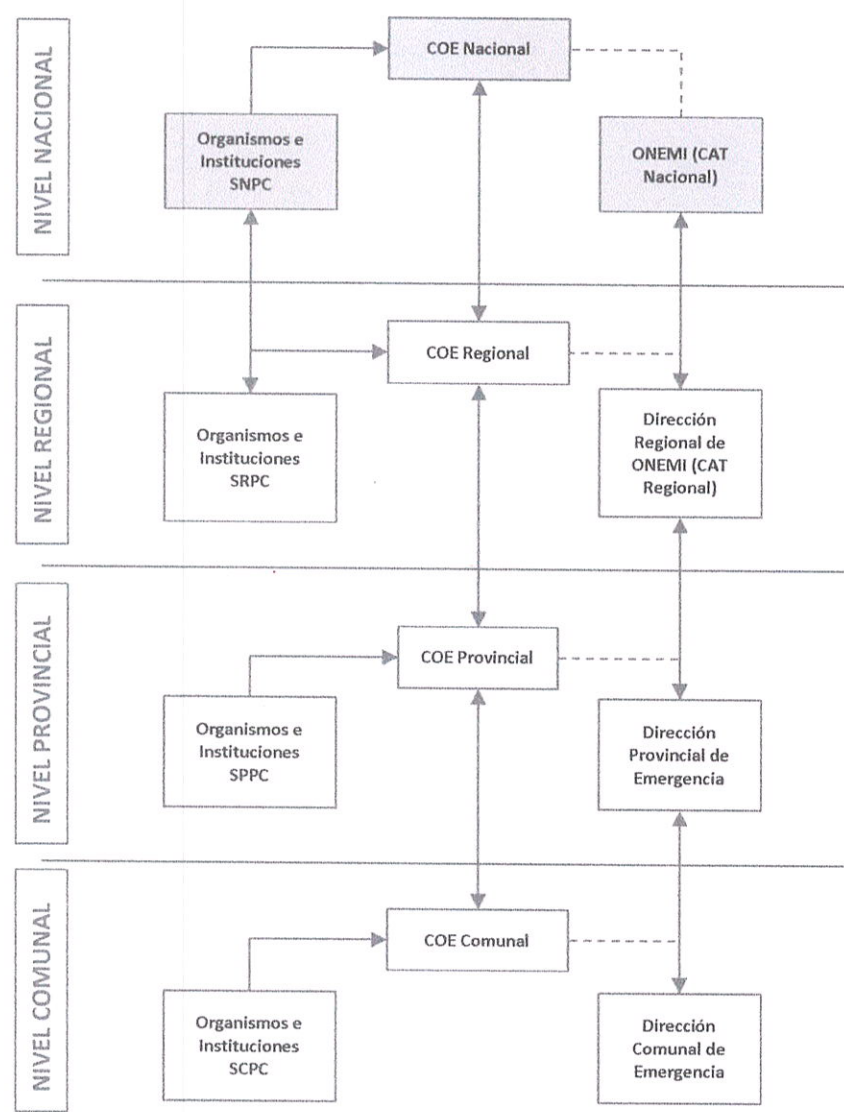 NIVEL NACIONAL
COE Nacional
Organismos e
Instituciones
SNPC
ONEMI (CAT
Nacional)
NIVEL REGIONAL
COE Regional
Organismos e
Instituciones
SRPC
Dirección
Regional de
ONEMI (CAT
Regional)
NIVEL PROVINCIAL
COE Provincial
Organismos e
Instituciones
SPPC
Dirección
Provincial de
Emergencia
NIVEL COMUNAL
COE Comunal
Organismos e
Instituciones
SCPC
Dirección
Comunal de
Emergencia